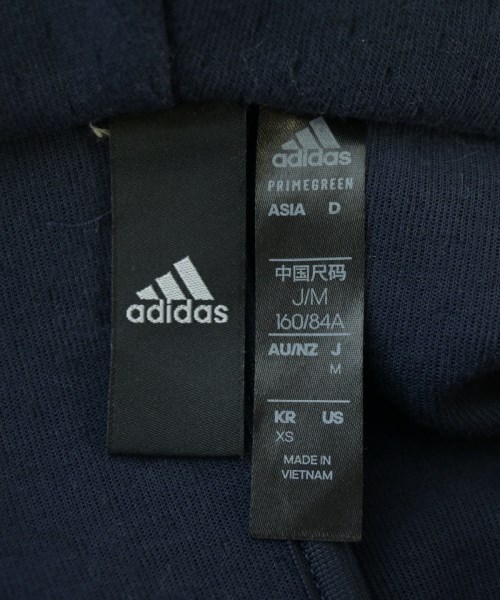 adidas
adidas
PRIMEGREEN
ASIA D
中国尺码
J/M
160/84A
AU/NZ J
M
KR US
XS
MADE IN
VIETNAM